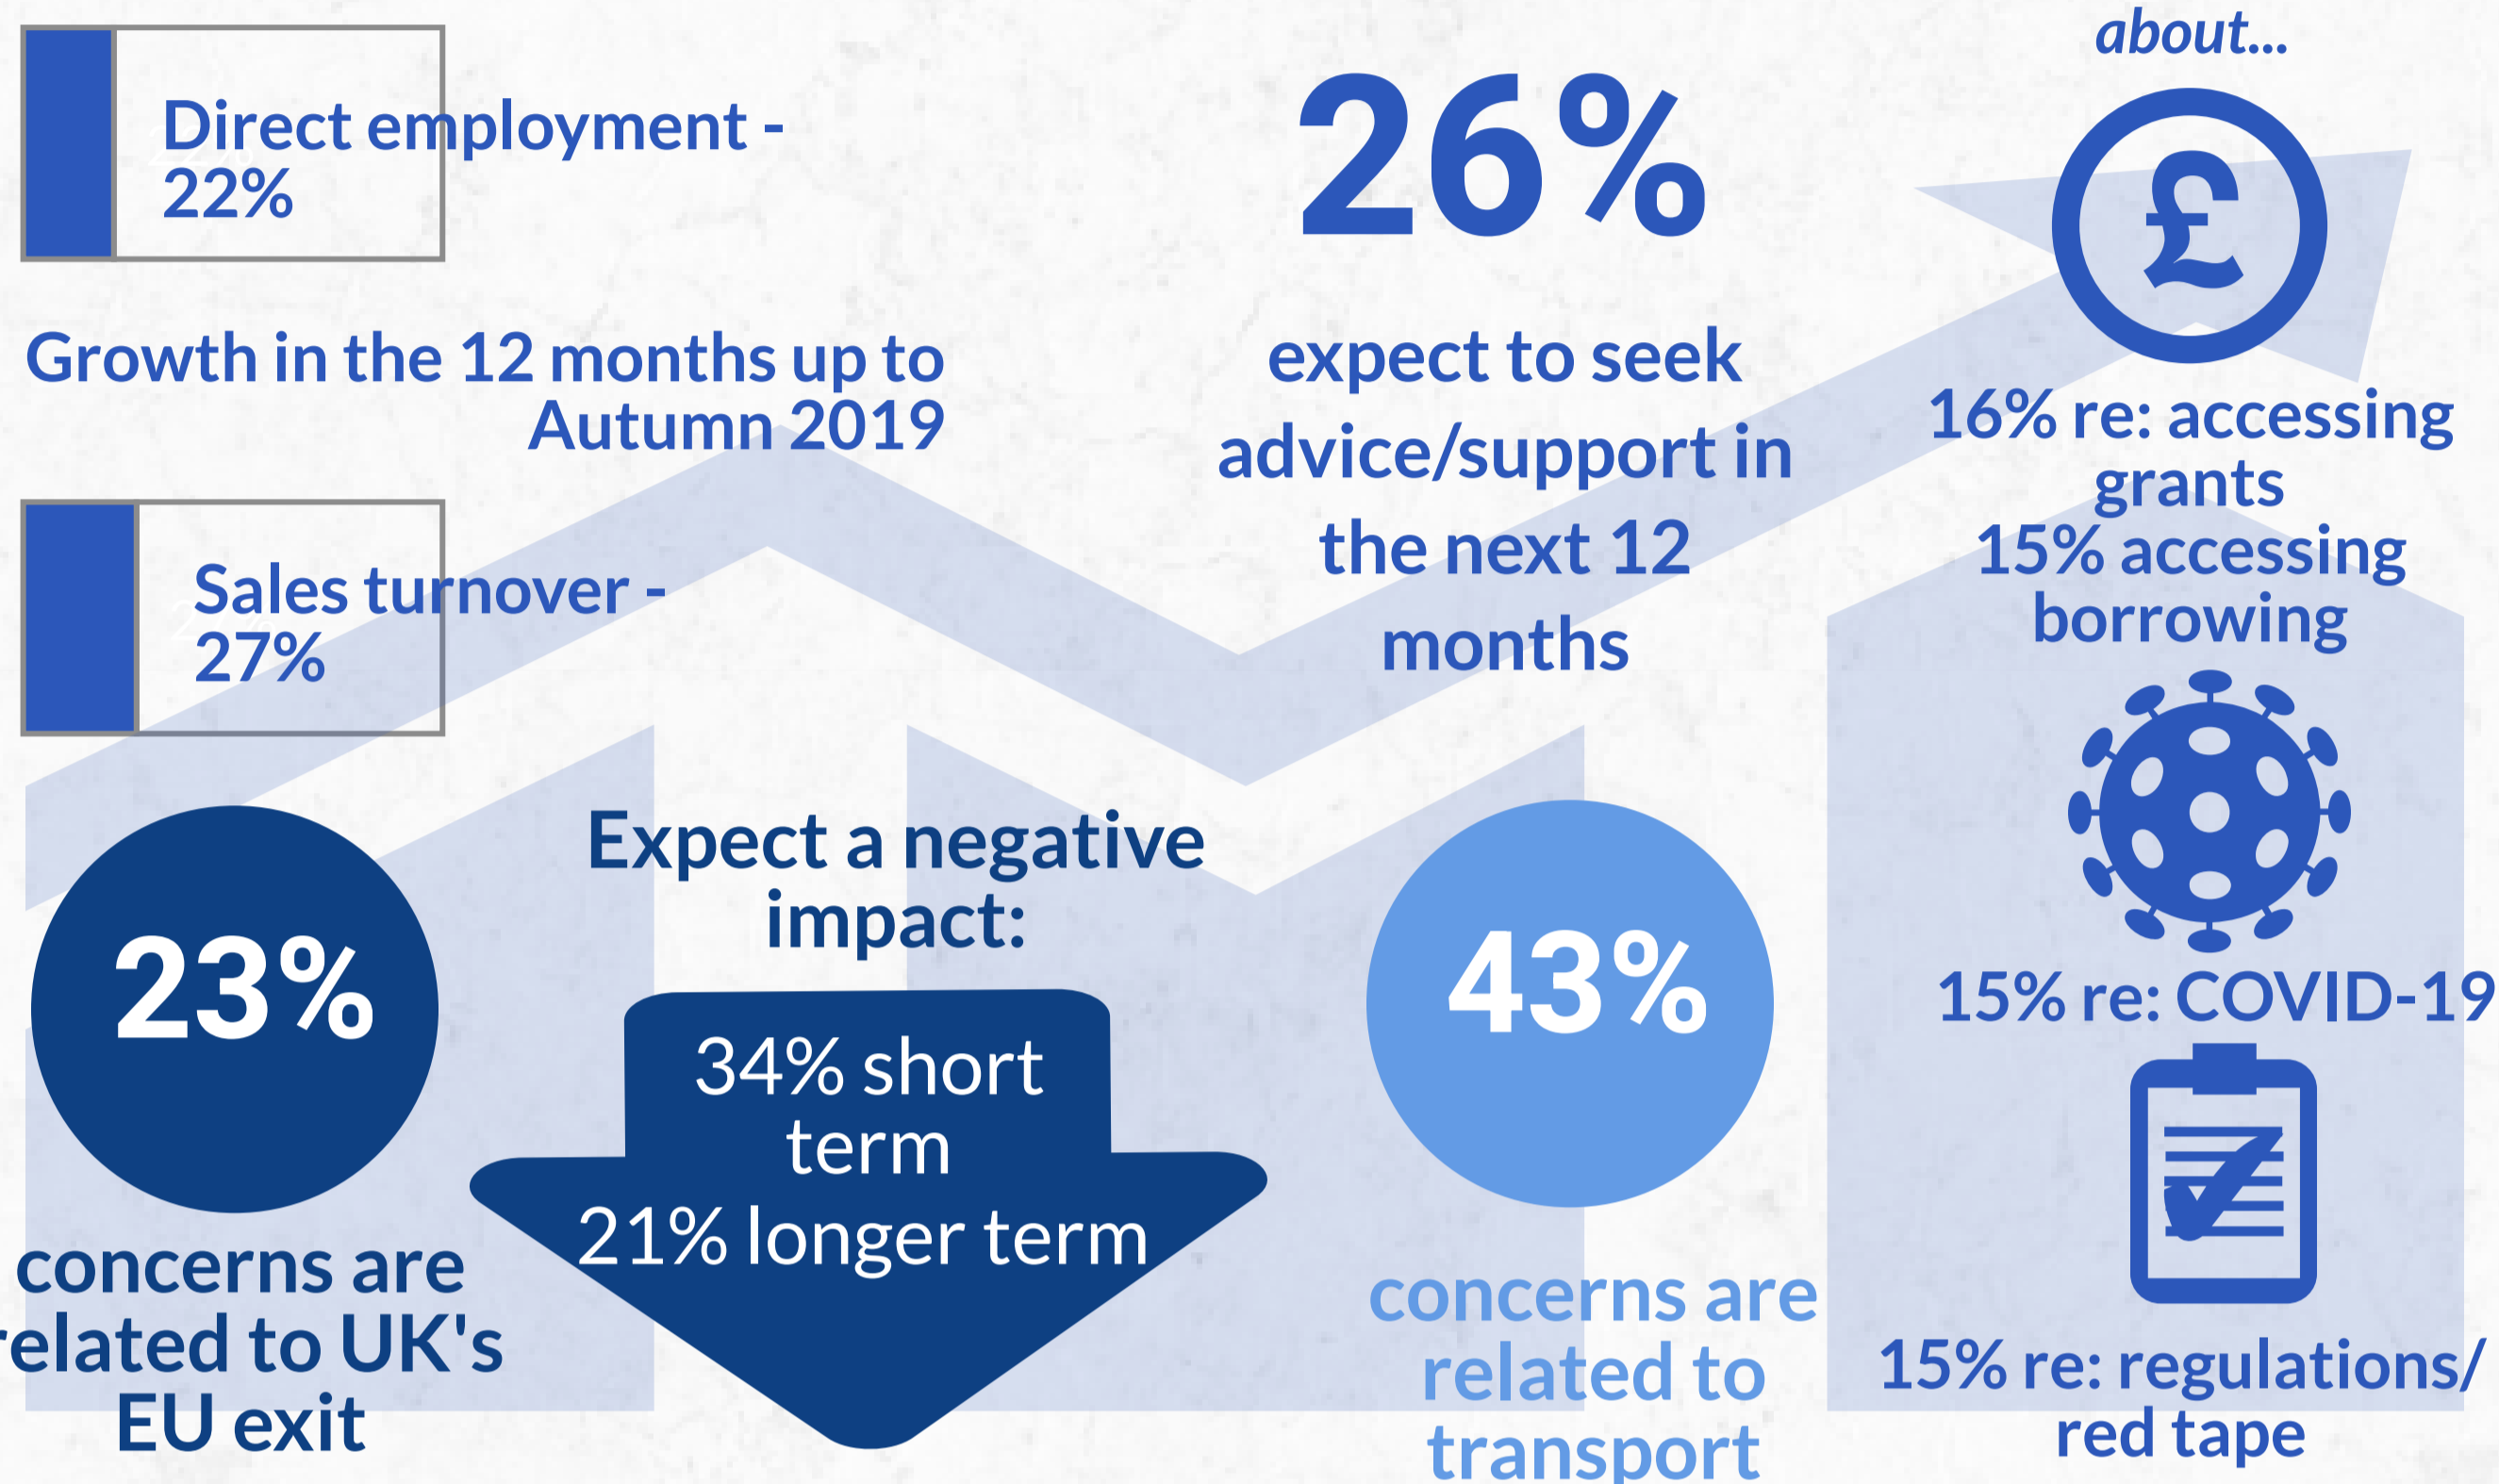 Direct employment -
22%
Growth in the 12 months up to
Autumn 2019
Sales turnover -
27%
26%
expect to seek
advice/support in
the next 12
months
about...
£
16% re: accessing
grants
15% accessing
borrowing
15% re: COVID-19
15% re: regulations/
red tape
23%
concerns are
related to UK's
EU exit
Expect a negative
impact:
34% short
term
21% longer term
43%
concerns are
related to
transport